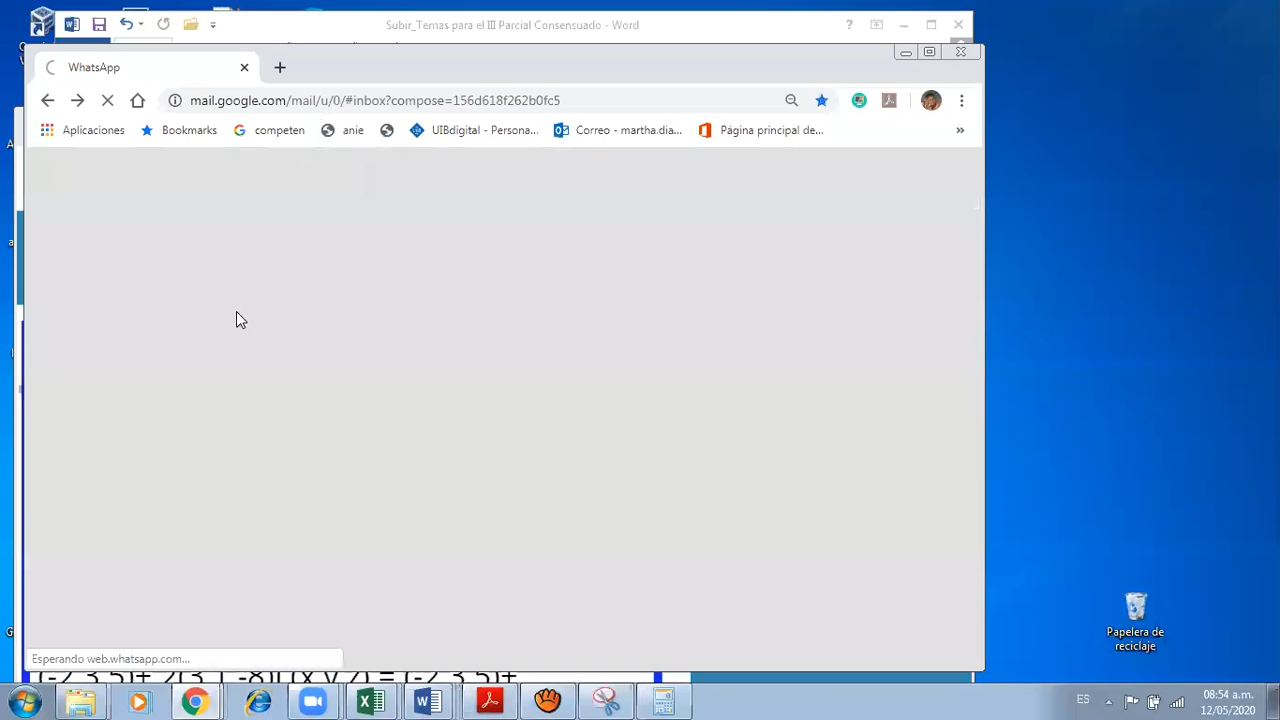 Subir_Temas para el III Parcial Consensuado - Word
WhatsApp
mail.google.com/mail/u/0/#inbox?compose=156d618f262b0fc5
Aplicaciones
Bookmarks
competen
anie
UIBdigital - Persona...
Correo - martha.dia...
Página principal de...
»
Esperando web.whatsapp.com...
Papelera de
reciclaje
ES
08:54 a.m.
12/05/2020